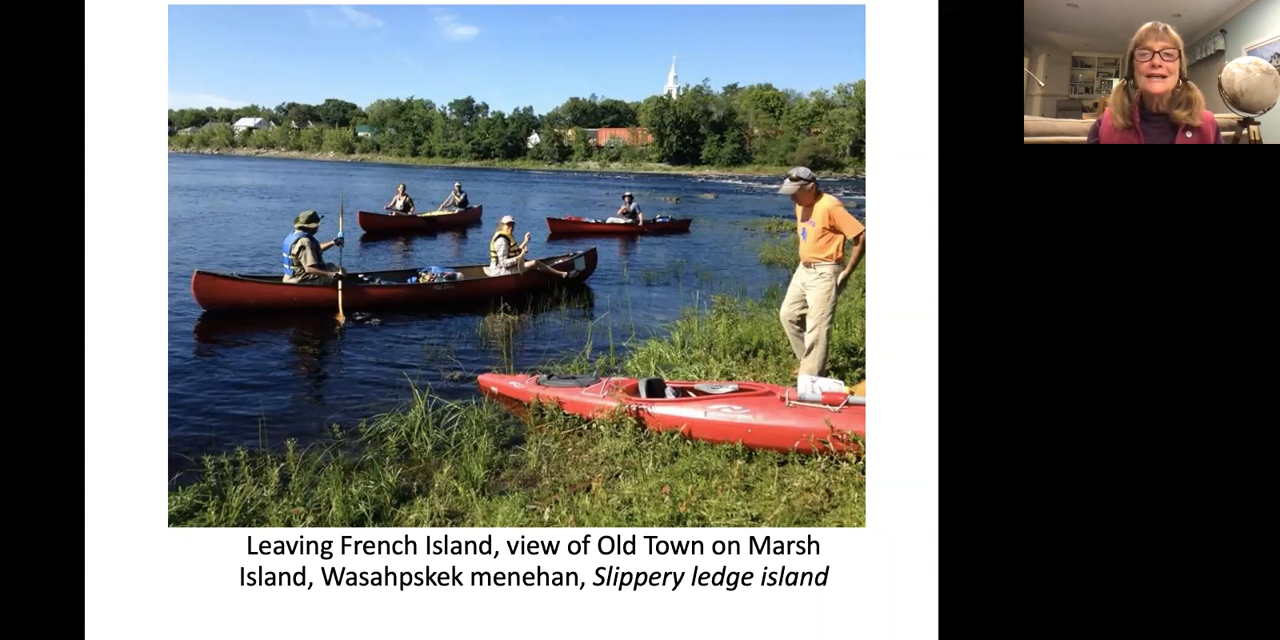 Leaving French Island, view of Old Town on Marsh
Island, Wasahpskek menehan, Slippery ledge island